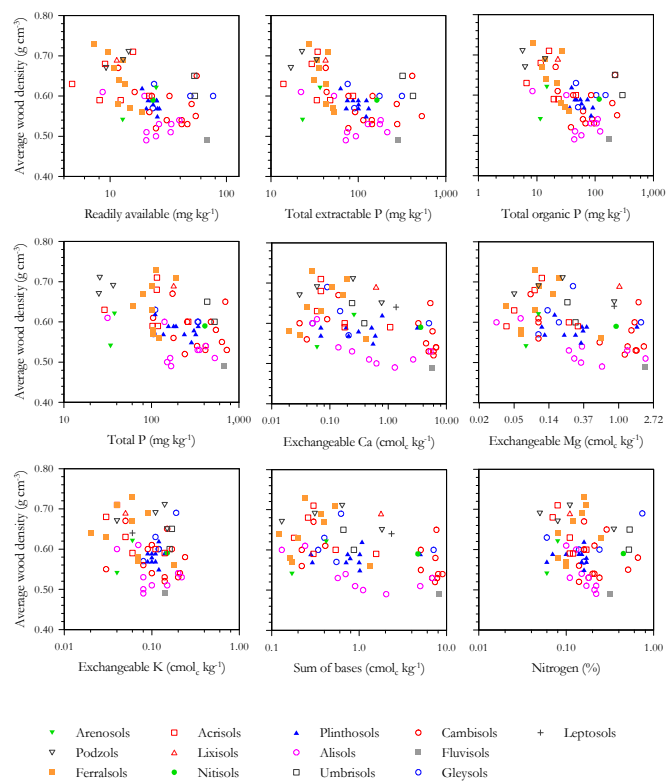 Average wood density (g cm-3)
0.80
0.70
0.60
0.50
0.40
10
100
Readily available (mg kg-1)
10
100
1,000
Total extractable P (mg kg-1)
1
10
100
1,000
Total organic P (mg kg-1)
Average wood density (g cm-3)
0.80
0.70
0.60
0.50
0.40
10
100
1,000
Total P (mg kg-1)
0.01
0.10
1.00
10.00
Exchangeable Ca (cmolc kg-1)
0.02
0.05
0.14
0.37
1.00
2.72
Exchangeable Mg (cmolc kg-1)
Average wood density (g cm-3)
0.80
0.70
0.60
0.50
0.40
0.01
0.10
1.00
Exchangeable K (cmolc kg-1)
0.1
1.0
10.0
Sum of bases (cmolc kg-1)
0.01
0.10
1.00
Nitrogen (%)
Arenosols
Acrisols
Plinthosols
Cambisols
Leptosols
Podzols
Lixisols
Alisols
Fluvisols
Ferralsols
Nitisols
Umbrisols
Gleysols